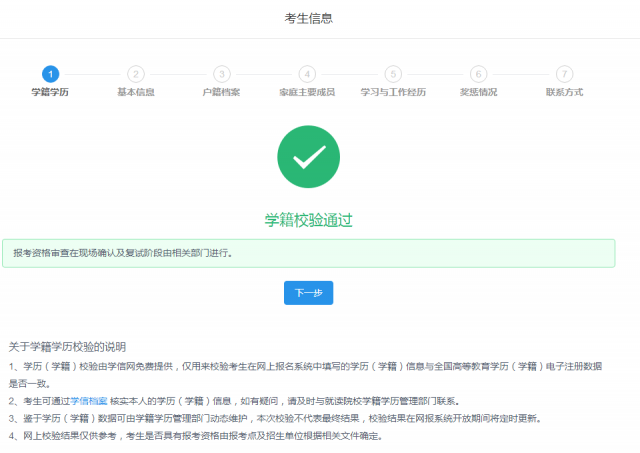 考生信息
1 2 3 4 5 6 7
学籍学历 基本信息 户籍档案 家庭主要成员 学习与工作经历 奖惩情况 联系方式
学籍校验通过
报考资格审查在现场确认及复试阶段由相关部门进行。
下一步
关于学籍学历校验的说明
1、学历（学籍）校验由学信网免费提供，仅用来校验考生在网上报名系统中填写的学历（学籍）信息与全国高等教育学历（学籍）电子注册数据
是否一致。
2、考生可通过学信档案 核实本人的学历（学籍）信息，如有疑问，请及时与就读院校学籍学历管理部门联系。
3、鉴于学历（学籍）数据可由学籍学历管理部门动态维护，本次校验不代表最终结果，校验结果在网报系统开放期间将定时更新。
4、网上校验结果仅供参考，考生是否具有报考资格由报考点及招生单位根据相关文件确定。